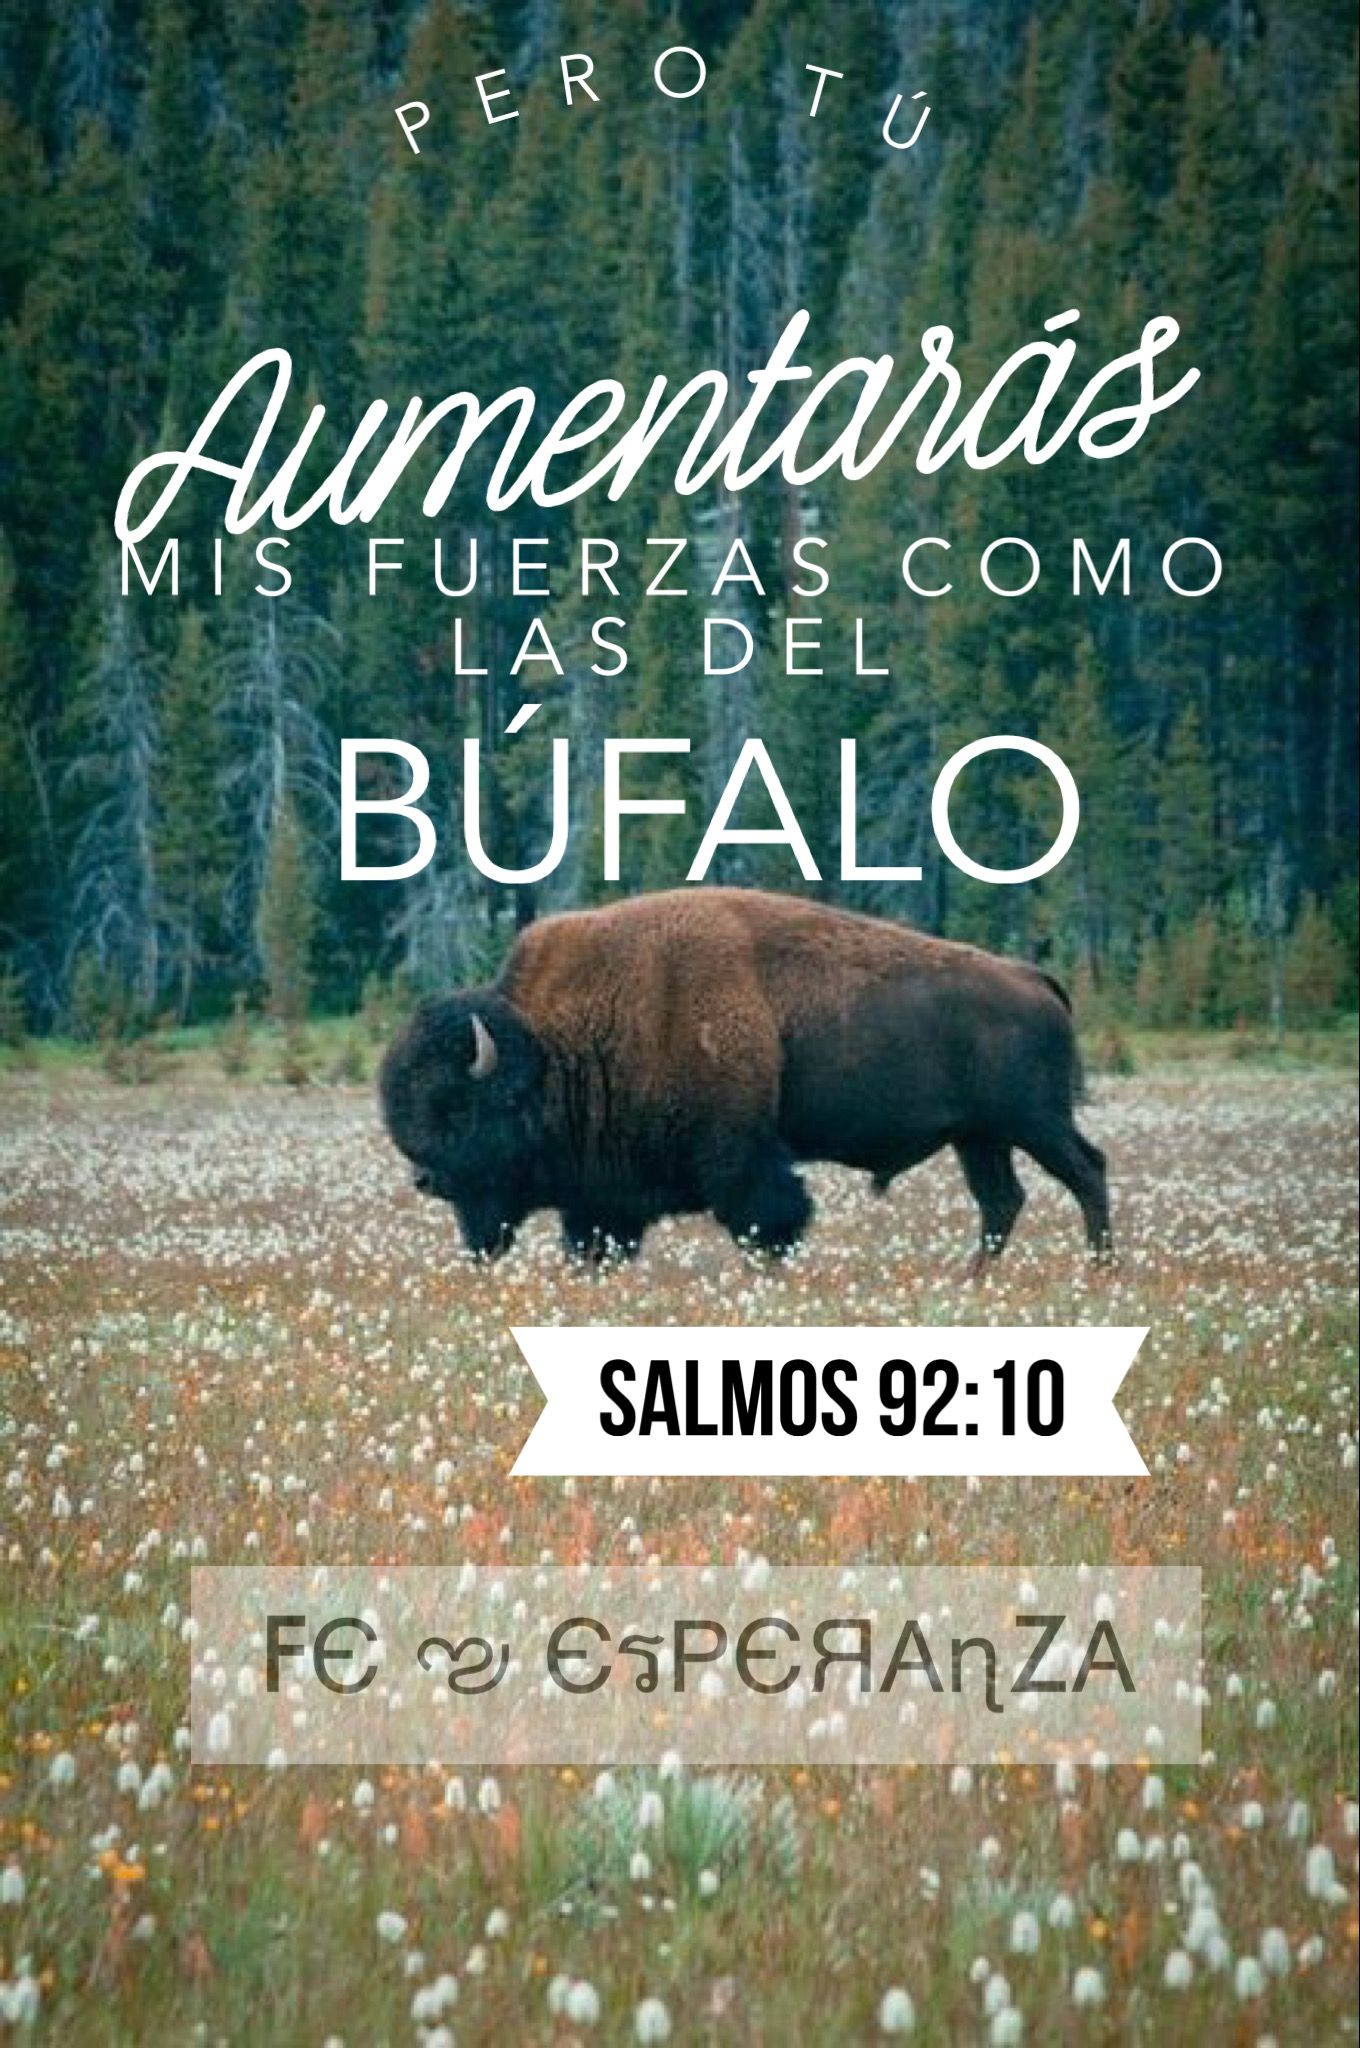 PERO TÚ
Aumentarás
MIS FUERZAS COMO
LAS DEL
BÚFALO
SALMOS 92:10
FE & ESPERANZA